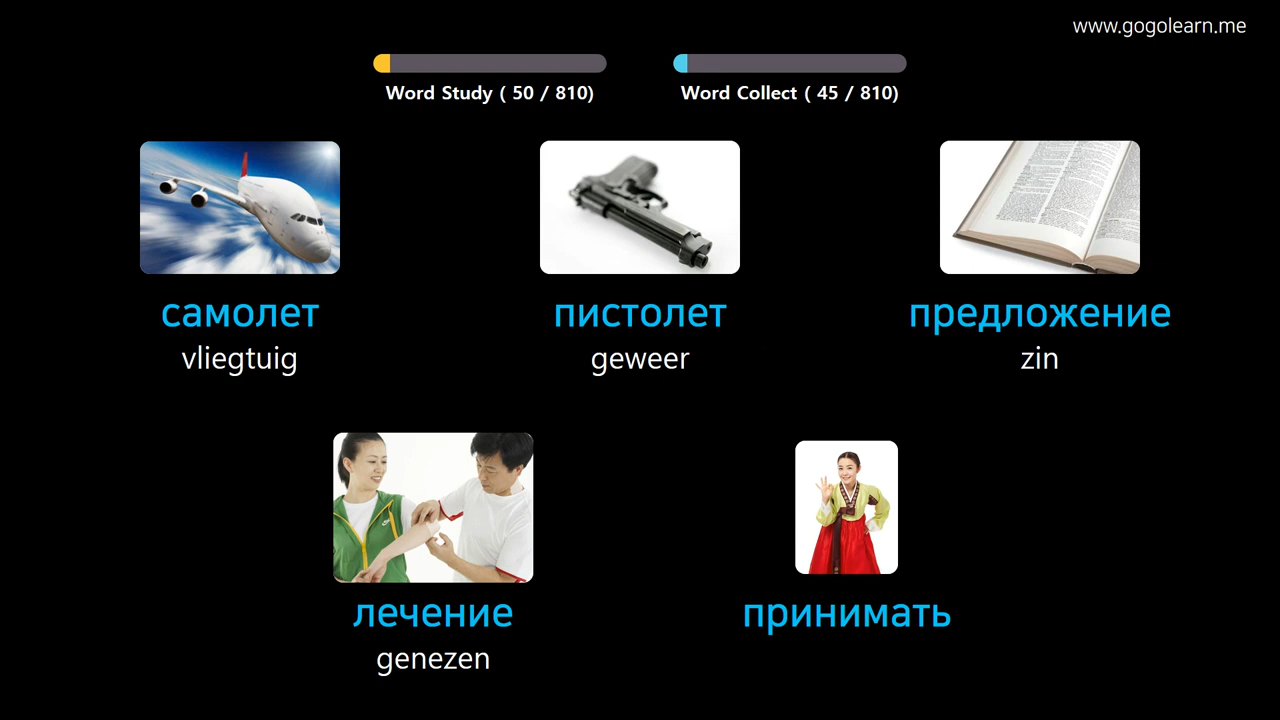 www.gogolearn.me
Word Study ( 50 / 810)
Word Collect ( 45 / 810)
самолет
vliegtuig
пистолет
geweer
предложение
zin
лечение
genezen
принимать